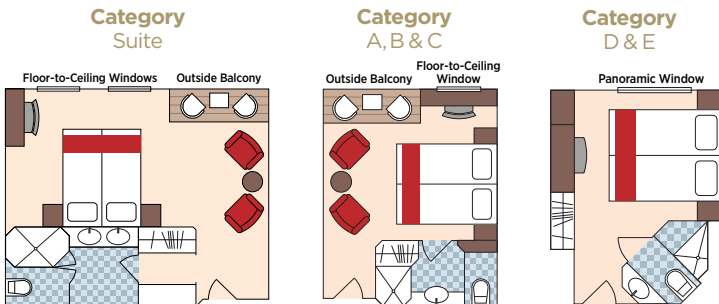 Category
Suite
Floor-to-Ceiling Windows
Outside Balcony
Category
A, B & C
Outside Balcony
Floor-to-Ceiling
Window
Category
D & E
Panoramic Window